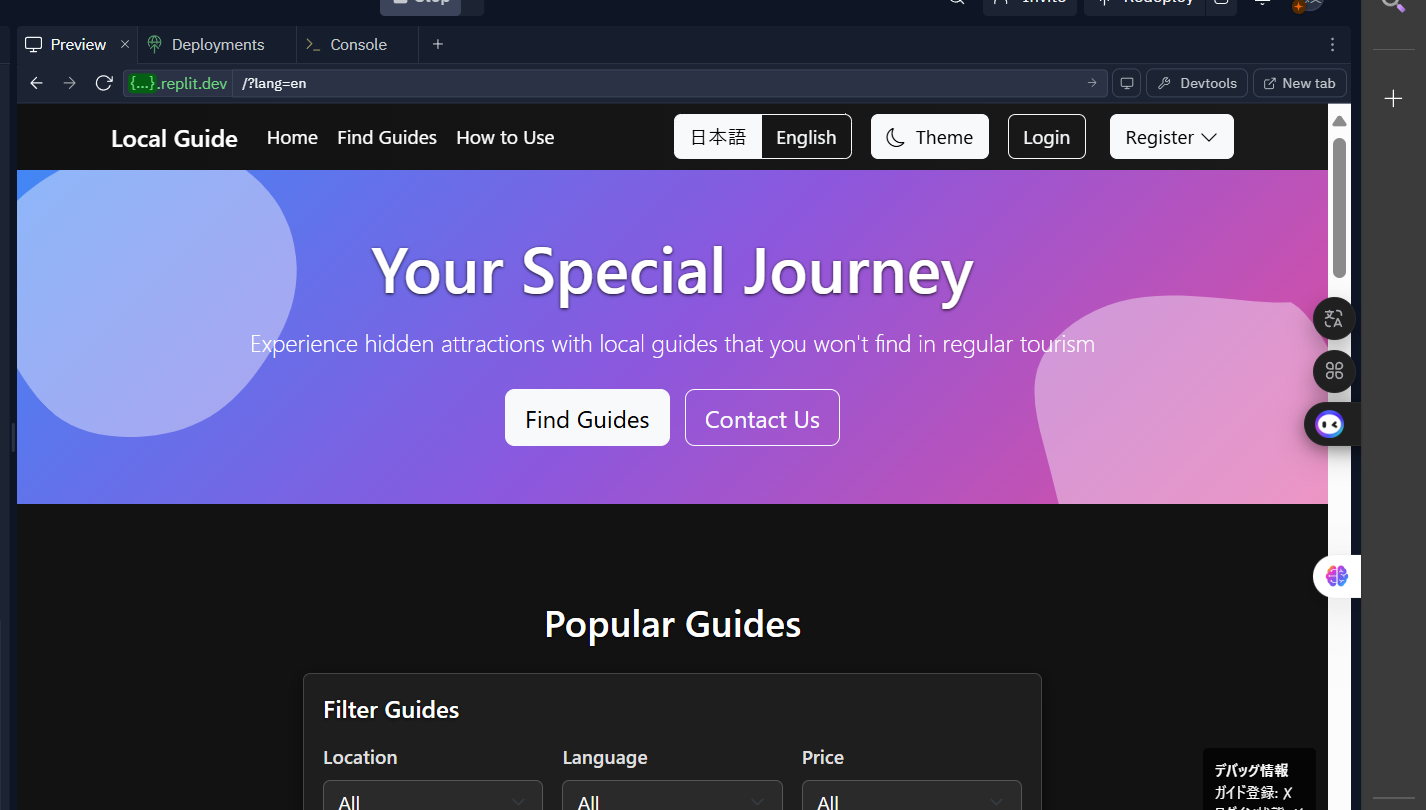 Stop
Invite
Redeploy
Preview
Deployments
Console
{...}.replit.dev
/?lang=en
Devtools
New tab
Local Guide
Home
Find Guides
How to Use
日本語
English
Theme
Login
Register
Your Special Journey
Experience hidden attractions with local guides that you won't find in regular tourism
Find Guides
Contact Us
Popular Guides
Filter Guides
Location
Language
Price
All
All
All
デバッグ情報
ガイド登録: X